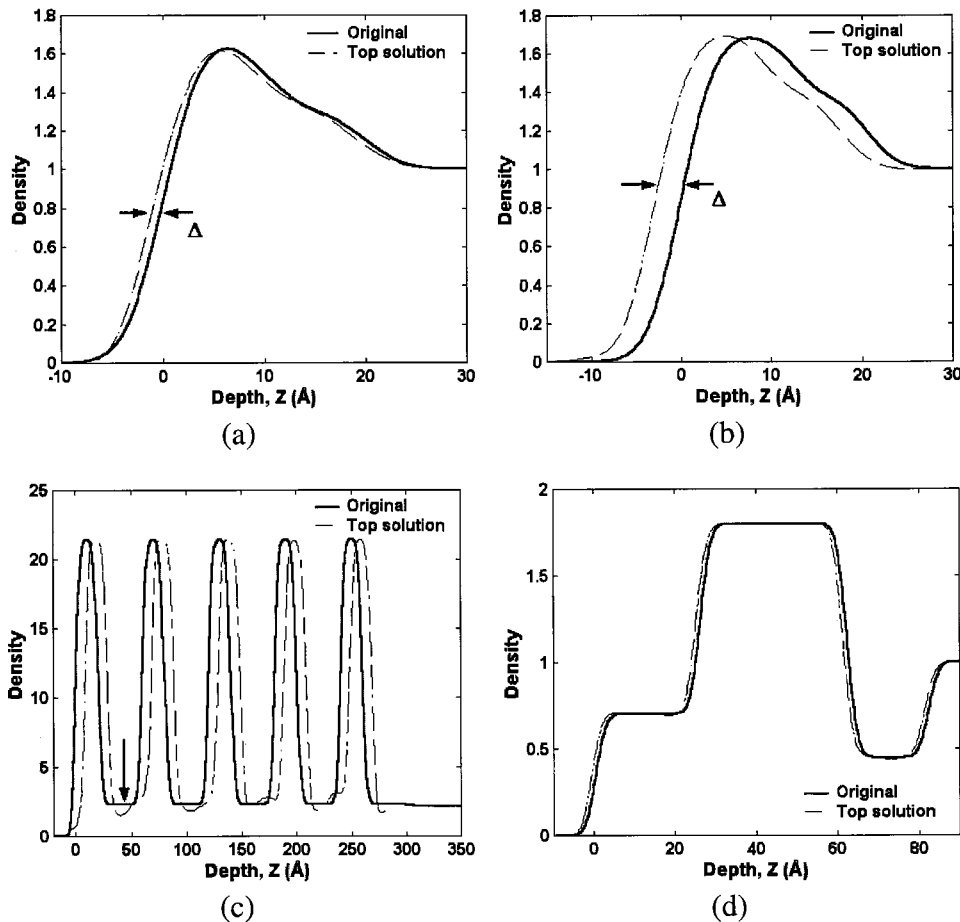 1.8
1.6
1.4
1.2
1
0.8
0.6
0.4
0.2
0
Density
Original
Top solution
Δ
-10 0 10 20 30
Depth, Z (Å)
(a)
1.8
1.6
1.4
1.2
1
0.8
0.6
0.4
0.2
0
Density
Original
Top solution
Δ
-10 0 10 20 30
Depth, Z (Å)
(b)
25
20
15
10
5
0
Density
Original
Top solution
0 50 100 150 200 250 300 350
Depth, Z (Å)
(c)
2
1.5
1
0.5
0
Density
Original
Top solution
0 20 40 60 80
Depth, Z (Å)
(d)